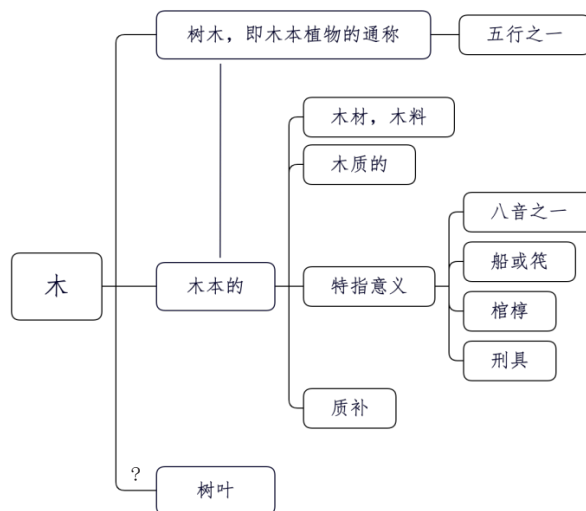 树木，即木本植物的通称
五行之一
木材，木料
木质的
八音之一
船或筏
木
木本的
特指意义
棺椁
刑具
质补
?
树叶